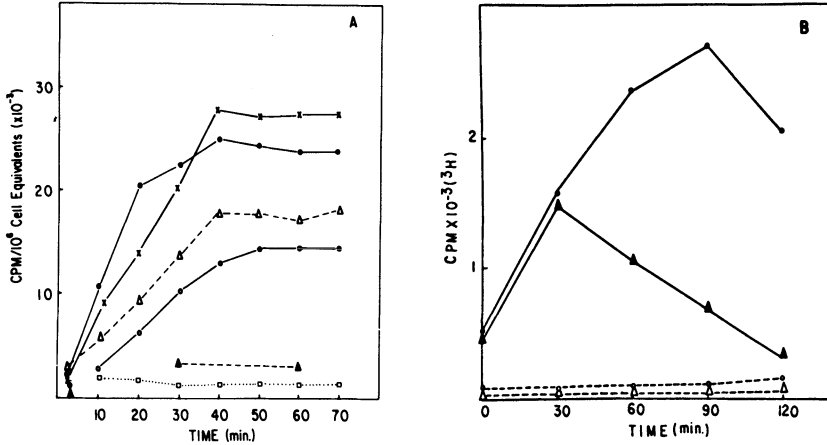 A
CPM/10⁶ Cell Equivalents (x10⁻³)
30
20
10
10 20 30 40 50 60 70
TIME (min.)
B
CPM X 10⁻³ (³H)
2
1
0 30 60 90 120
TIME (min.)